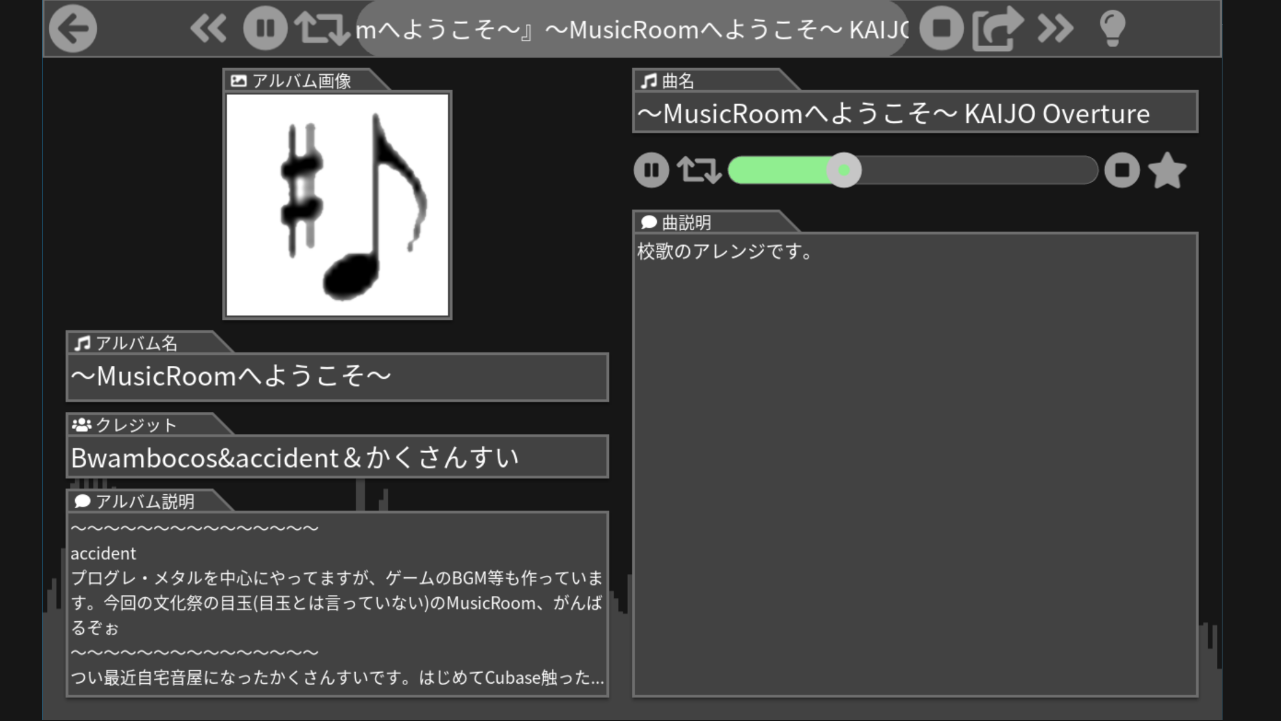 mへようこそ～』～MusicRoomへようこそ～ KAIJO
アルバム画像
アルバム名
～MusicRoomへようこそ～
クレジット
Bwambocos&accident＆かくさんすい
アルバム説明
～～～～～～～～～～～～～～～
accident
プログレ・メタルを中心にやってますが、ゲームのBGM等も作っていま
す。今回の文化祭の目玉(目玉とは言っていない)のMusicRoom、がんば
るぞぉ
～～～～～～～～～～～～～～～
つい最近自宅音屋になったかくさんすいです。はじめてCubase触った...
曲名
～MusicRoomへようこそ～ KAIJO Overture
曲説明
校歌のアレンジです。